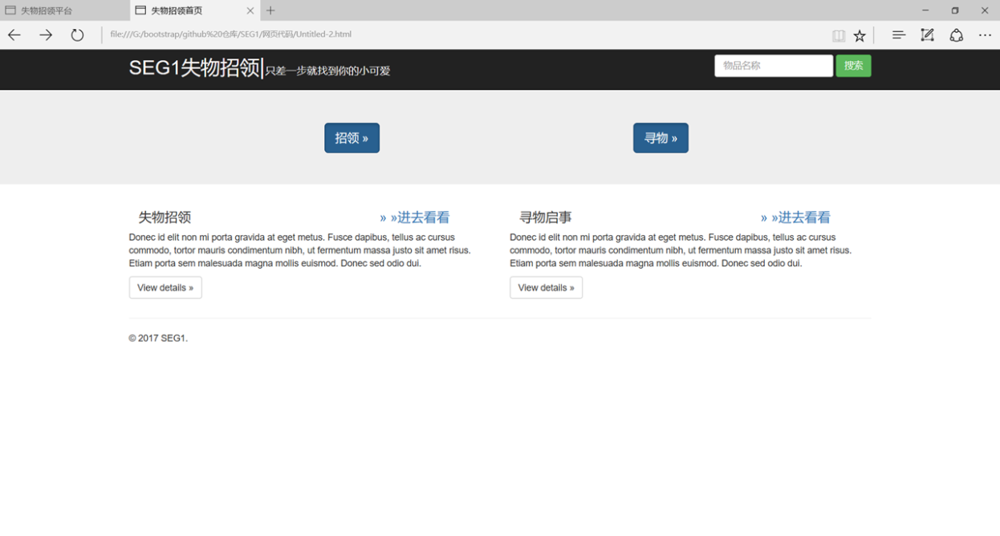 失物招领平台
失物招领首页
file:///G:/bootstrap/github%20仓库/SEG1/网页代码/Untitled-2.html
SEG1失物招领|只差一步就找到你的小可爱
物品名称
搜索
招领 »
寻物 »
失物招领
» »进去看看
Donec id elit non mi porta gravida at eget metus. Fusce dapibus, tellus ac cursus
commodo, tortor mauris condimentum nibh, ut fermentum massa justo sit amet risus.
Etiam porta sem malesuada magna mollis euismod. Donec sed odio dui.
View details »
寻物启事
» »进去看看
Donec id elit non mi porta gravida at eget metus. Fusce dapibus, tellus ac cursus
commodo, tortor mauris condimentum nibh, ut fermentum massa justo sit amet risus.
Etiam porta sem malesuada magna mollis euismod. Donec sed odio dui.
View details »
© 2017 SEG1.